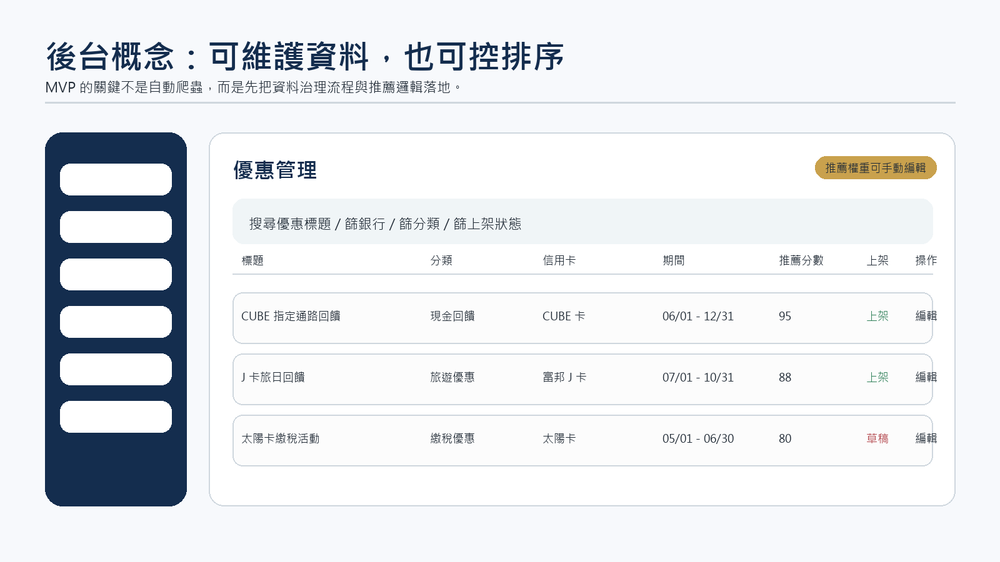 後台概念：可維護資料，也可控排序
MVP 的關鍵不是自動爬蟲，而是先把資料治理流程與推薦邏輯落地。
優惠管理
推薦權重可手動編輯
搜尋優惠標題 / 篩銀行 / 篩分類 / 篩上架狀態
標題 分類 信用卡 期間 推薦分數 上架 操作
CUBE 指定通路回饋 現金回饋 CUBE 卡 06/01 - 12/31 95 上架 編輯
J 卡旅日回饋 旅遊優惠 富邦 J 卡 07/01 - 10/31 88 上架 編輯
太陽卡繳稅活動 繳稅優惠 太陽卡 05/01 - 06/30 80 草稿 編輯